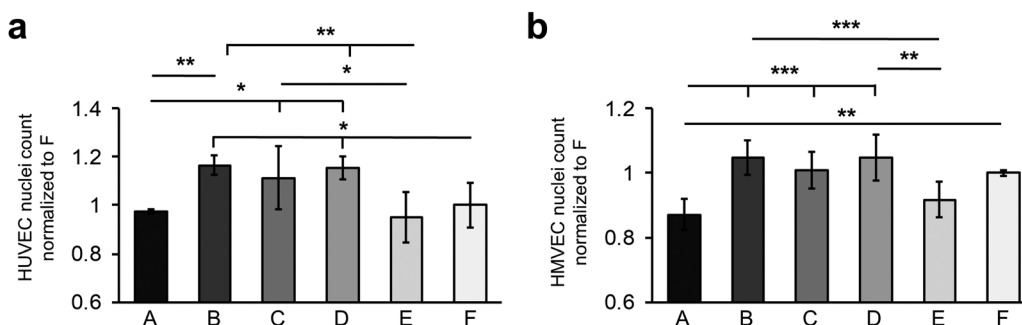 a
**
**
*
*
*
HUVEC nuclei count
normalized to F
1.4
1.2
1
0.8
0.6
A B C D E F
b
***
**
***
**
HMVEC nuclei count
normalized to F
1.2
1
0.8
0.6
A B C D E F